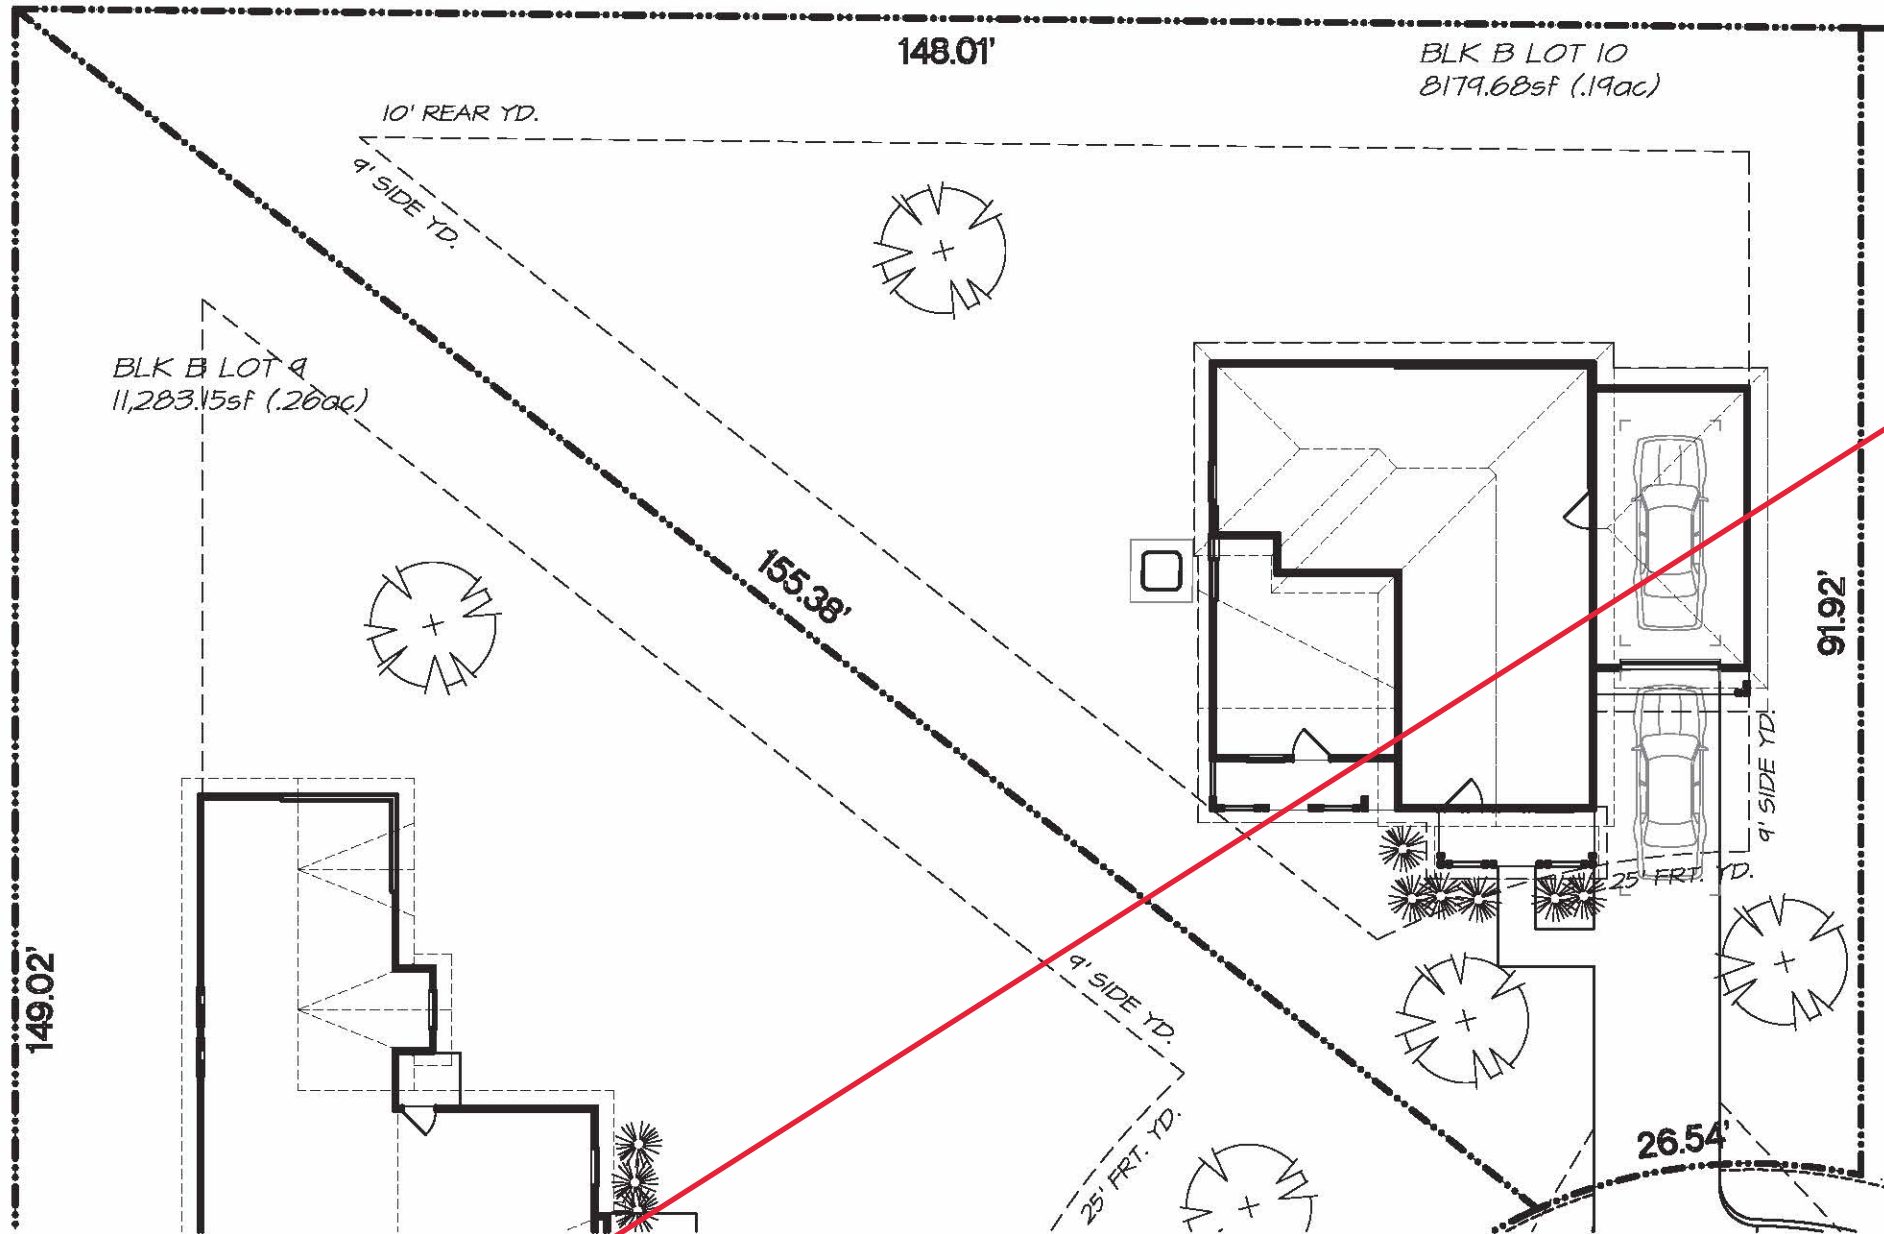 148.01'
BLK B LOT 10
8179.68sf (.19ac)
10' REAR YD.
9' SIDE YD.
BLK B LOT 9
11,283.15sf (.26ac)
155.38'
91.92'
9' SIDE YD.
25' FRT. YD.
149.02'
9' SIDE YD.
25' FRT. YD.
26.54'